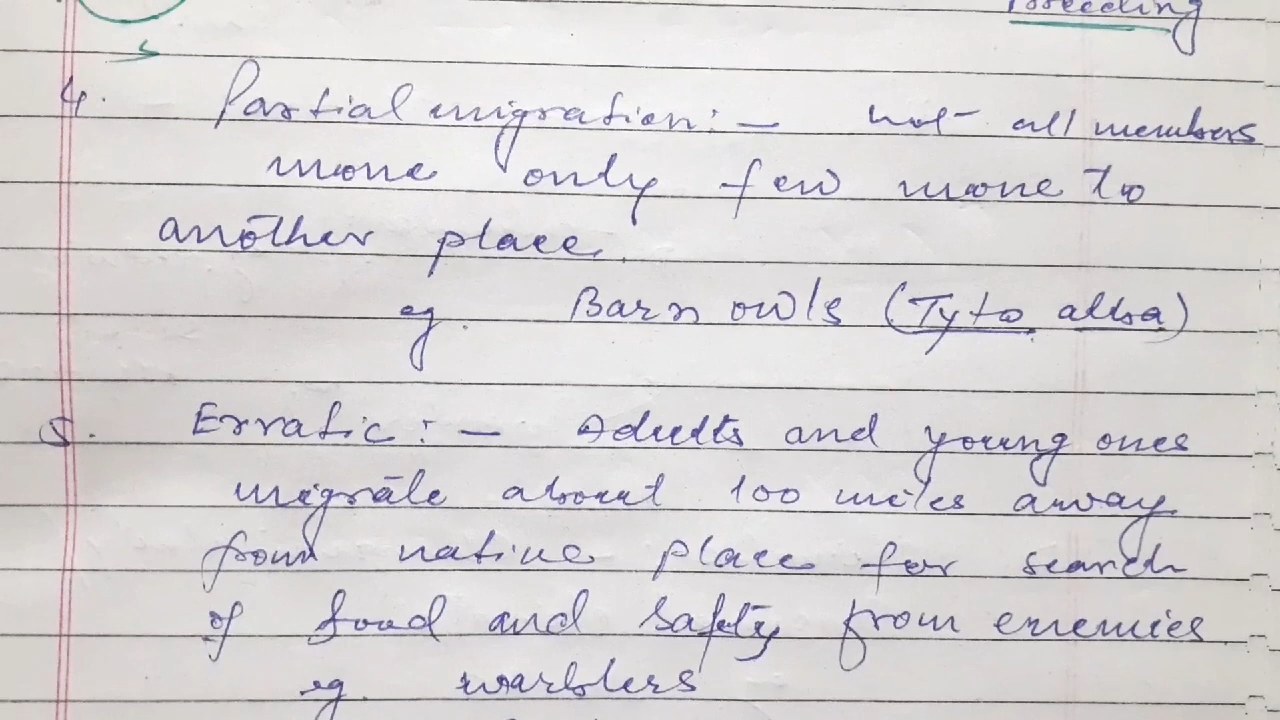 Breeding
4. Partial migration:- not all members
move only few move to
another place.
eg. Barn owls (Tyto alba)
5. Erratic:- Adults and young ones
migrate about 100 miles away
from native place for search
of food and safety from enemies.
eg. warblers